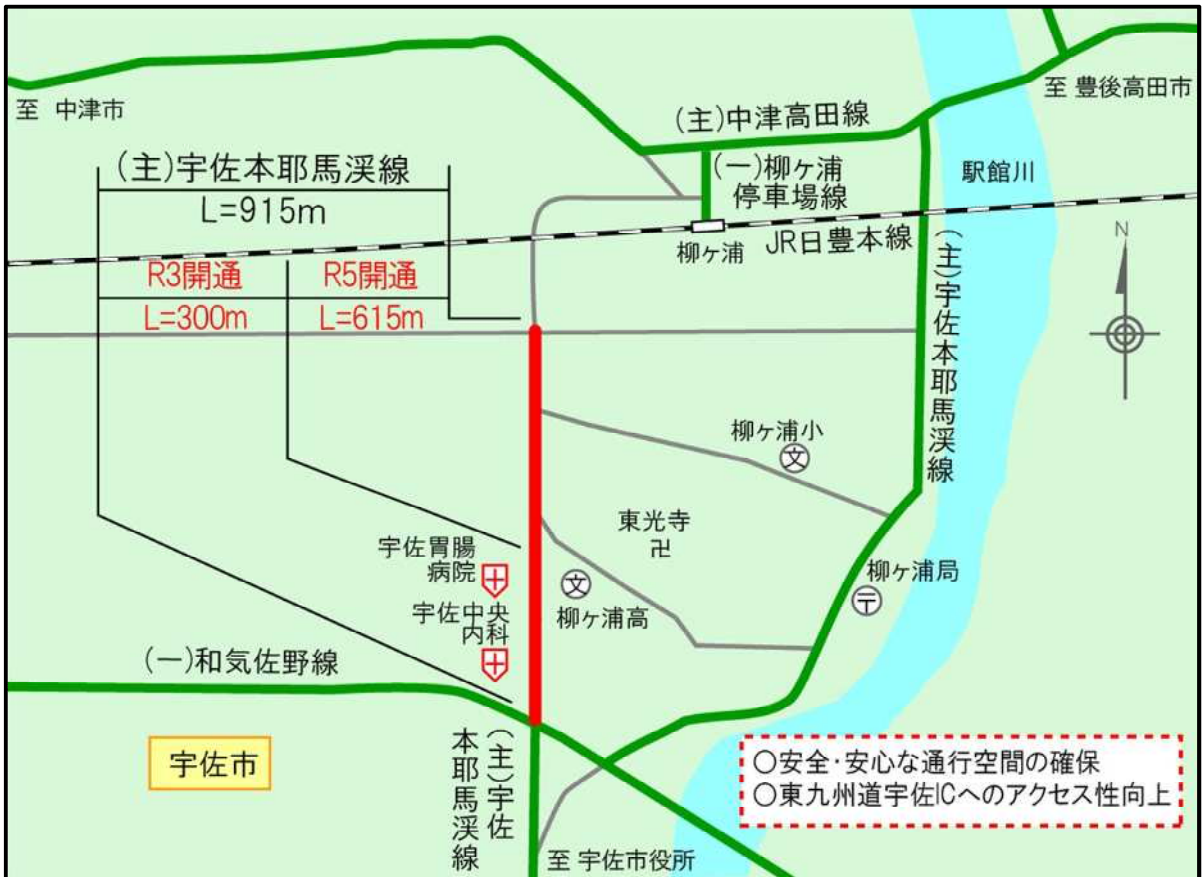 至 中津市
(主)中津高田線
至 豊後高田市
(主)宇佐本耶馬渓線
L=915m
(一)柳ヶ浦
停車場線
駅館川
柳ヶ浦
JR日豊本線
N
R3開通
R5開通
L=300m
L=615m
(主)宇佐本耶馬渓線
柳ヶ浦小
文
東光寺
卍
宇佐胃腸
病院
文
柳ヶ浦高
柳ヶ浦局
〒
宇佐中央
内科
(一)和気佐野線
宇佐市
(主)宇佐
本耶馬渓線
至 宇佐市役所
○安全・安心な通行空間の確保
○東九州道宇佐ICへのアクセス性向上